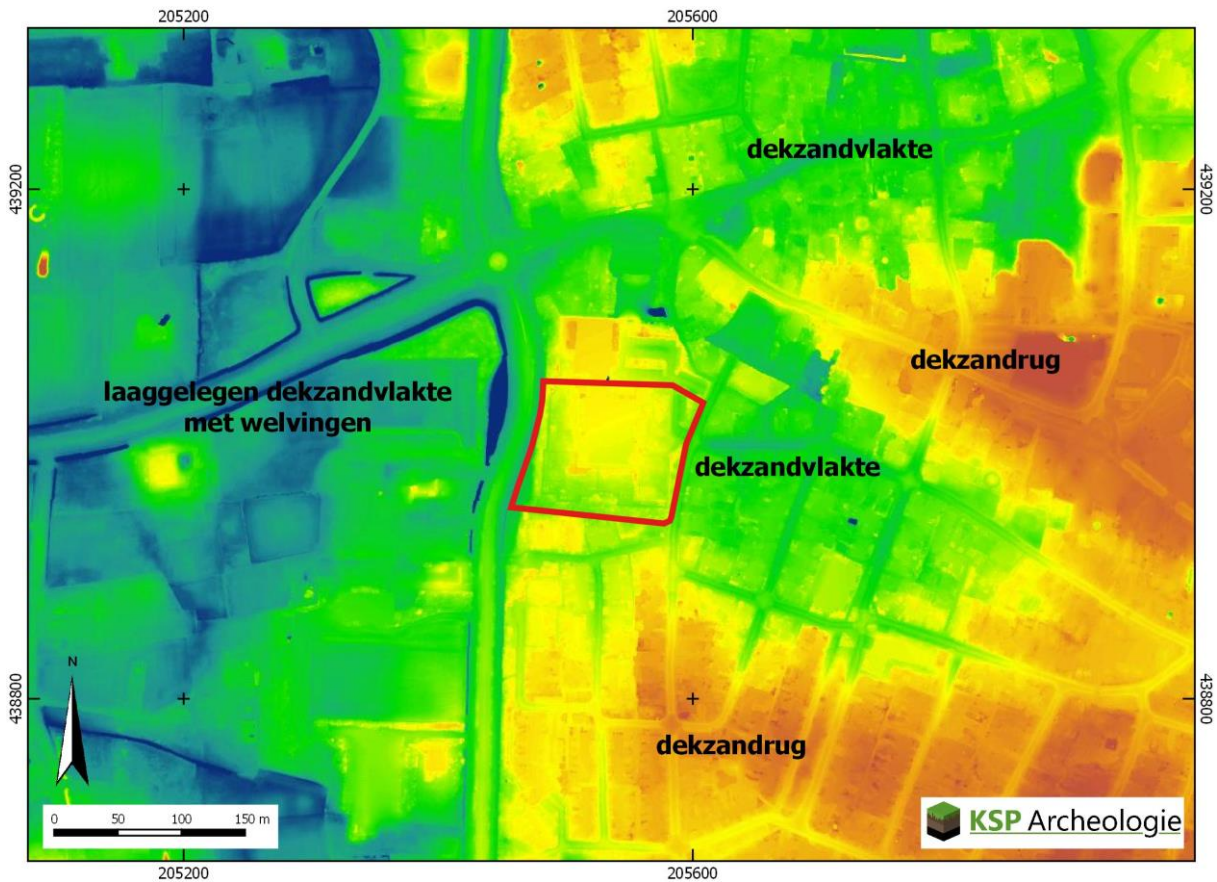 205200
205600
dekzandvlakte
439200
439200
dekzandrug
laaggelegen dekzandvlakte
met welvingen
dekzandvlakte
N
438800
438800
dekzandrug
0 50 100 150 m
KSP Archeologie
205200
205600